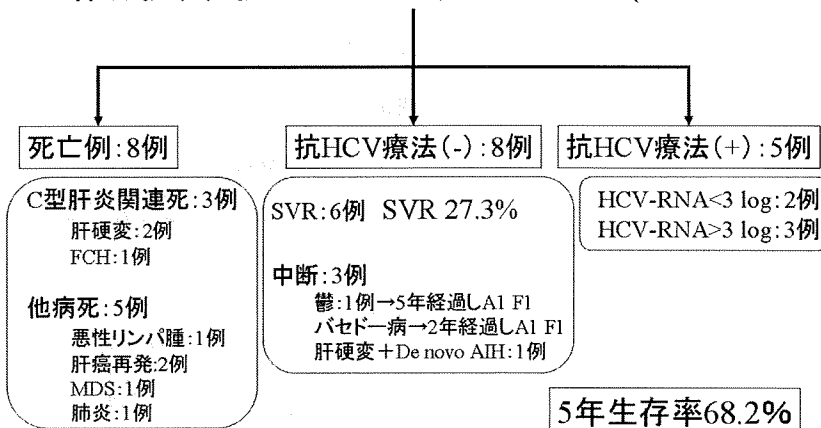 死亡例:8例
C型肝炎関連死:3例
肝硬変:2例
FCH:1例
他病死:5例
悪性リンパ腫:1例
肝癌再発:2例
MDS:1例
肺炎:1例
抗HCV療法(-):8例
SVR:6例 SVR 27.3%
中断:3例
鬱:1例→5年経過しA1 F1
バセドー病→2年経過しA1 F1
肝硬変+De novo AIH:1例
抗HCV療法(+):5例
HCV-RNA<3 log:2例
HCV-RNA>3 log:3例
5年生存率68.2%